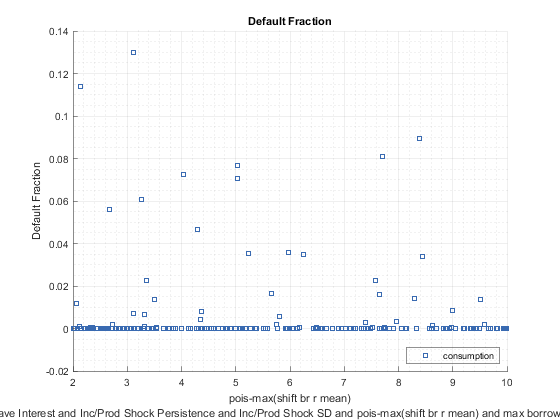 Default Fraction
0.14
0.12
0.1
0.08
0.06
0.04
0.02
0
-0.02
Default Fraction
consumption
2 3 4 5 6 7 8 9 10
pois-max(shift br r mean)
ave Interest and Inc/Prod Shock Persistence and Inc/Prod Shock SD and pois-max(shift br r mean) and max borrow